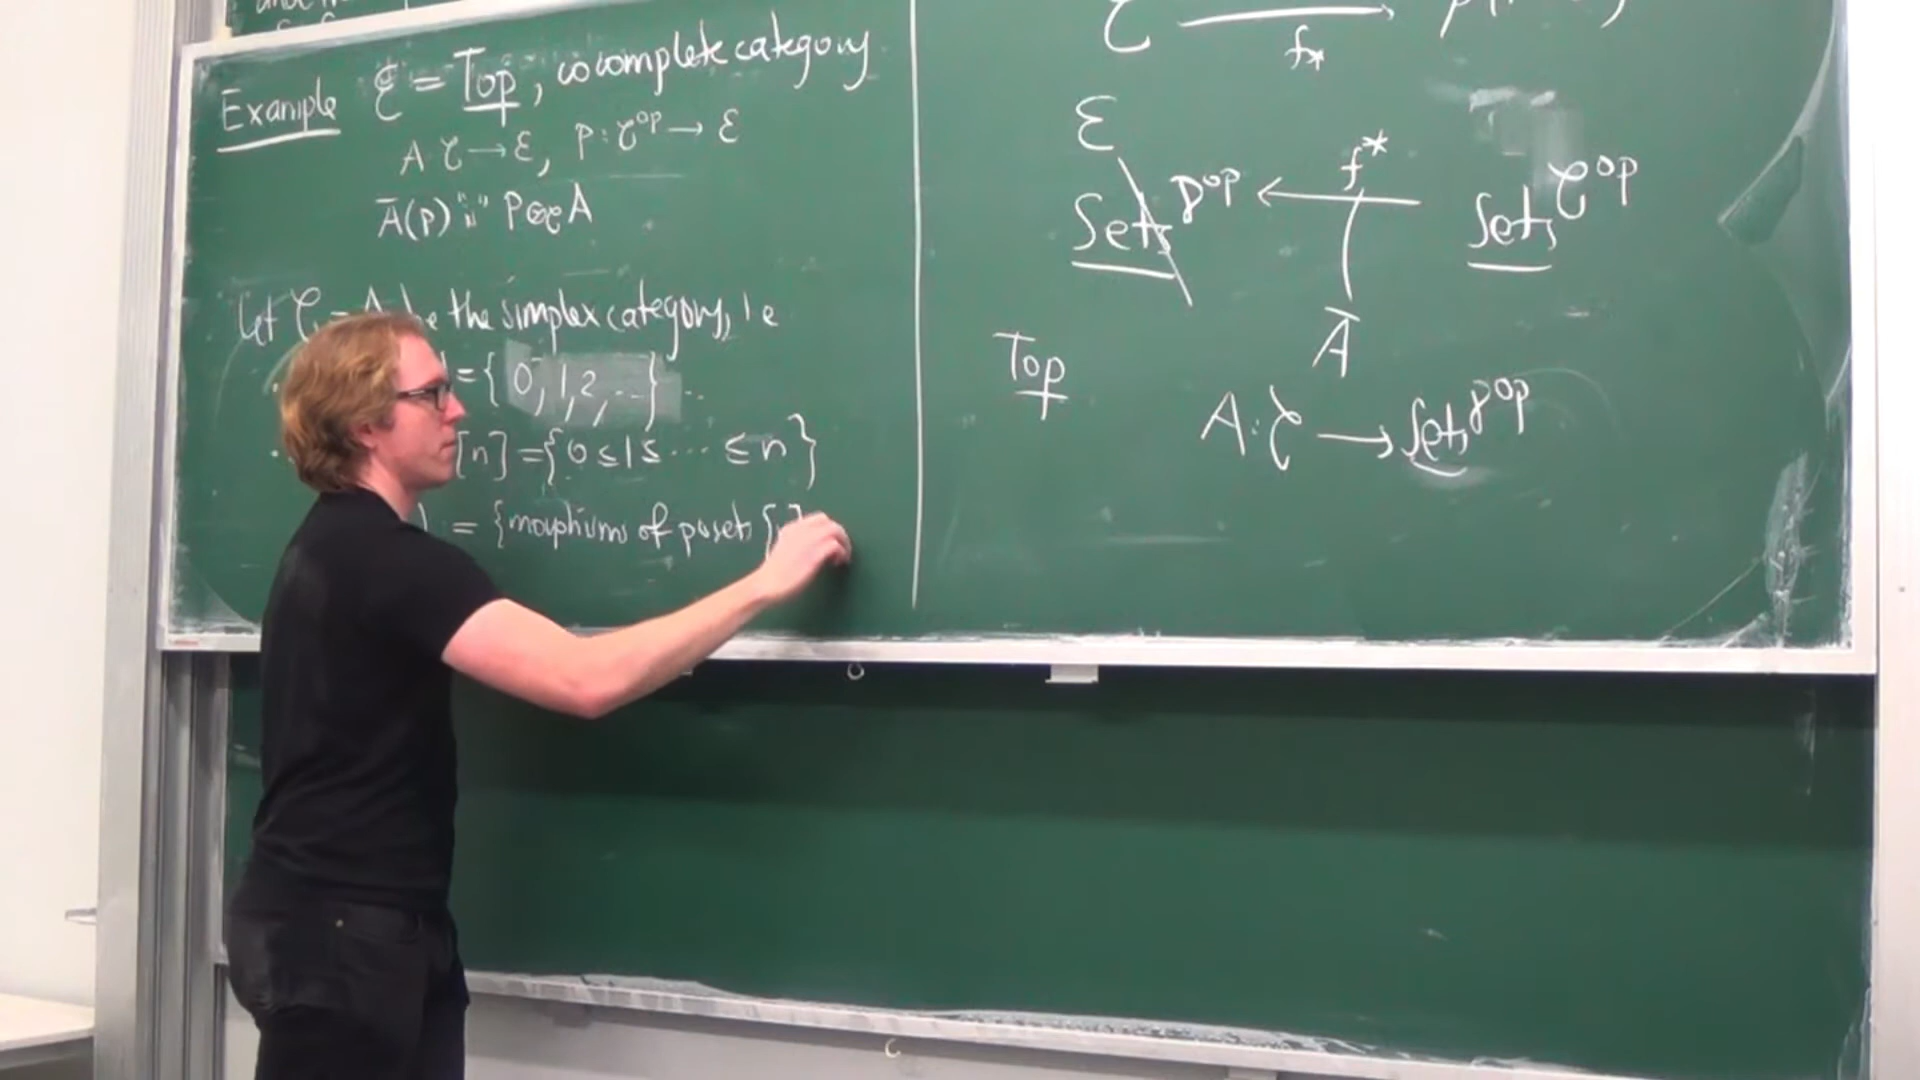 Example ℰ = Top, cocomplete category
A: 𝒞 → ℰ, P: 𝒞^op → ℰ
Ā(P) "=" P⊗_𝒞 A
Let 𝒞 = Δ be the simplex category, i.e
= { 0, 1, 2, ... } ..
[n] = { 0 ≤ 1 ≤ ··· ≤ n }
= { morphisms of posets [
𝒞 → f_*
ℰ
Sets^𝒟^op ← f^* Sets^𝒞^op
Ā
Top
A: 𝒞 → Sets^𝒟^op